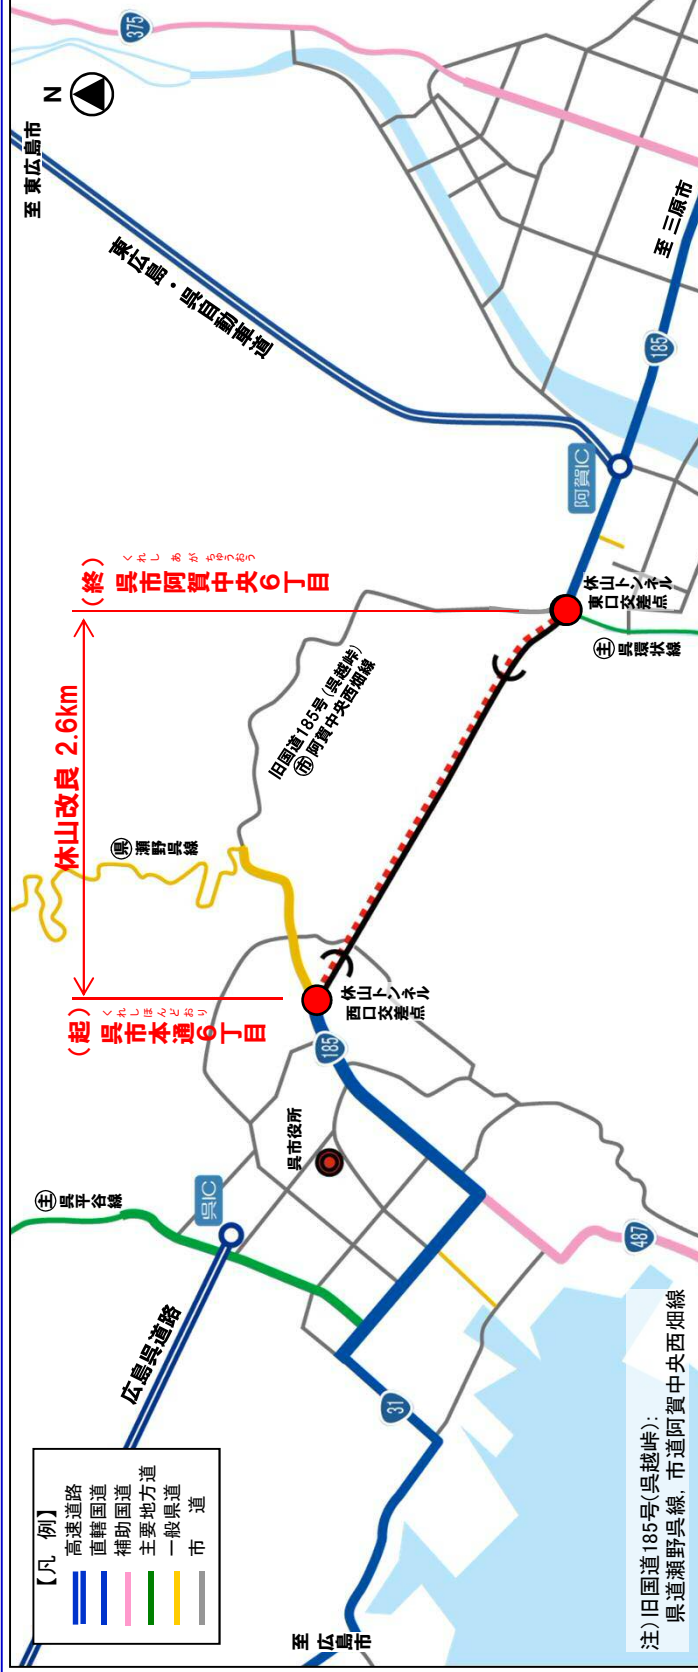 【凡　例】
高速道路
直轄国道
補助国道
主要地方道
一般県道
市　道
至 広島市
広島呉道路
呉IC
㊤呉平谷線
31
呉市役所
185
487
(起)
くれしほんどおり
呉市本通6丁目
休山改良 2.6km
(終)
くれし あが ちゅうおう
呉市阿賀中央6丁目
㊩瀬野呉線
旧国道185号(呉越峠)
㊞阿賀中央西畑線
休山トンネル
西口交差点
休山トンネル
東口交差点
主 呉環状線
阿賀IC
185
東広島・呉自動車道
至 東広島市
N
375
至 三原市
注)旧国道185号(呉越峠):
県道瀬野呉線, 市道阿賀中央西畑線